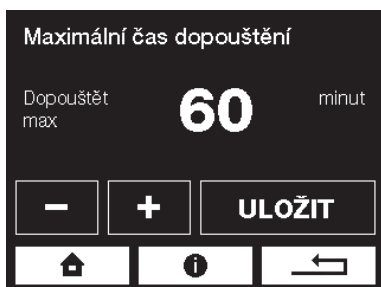 Maximální čas dopouštění
Dopouštět
max
60
minut
− + ULOŽIT